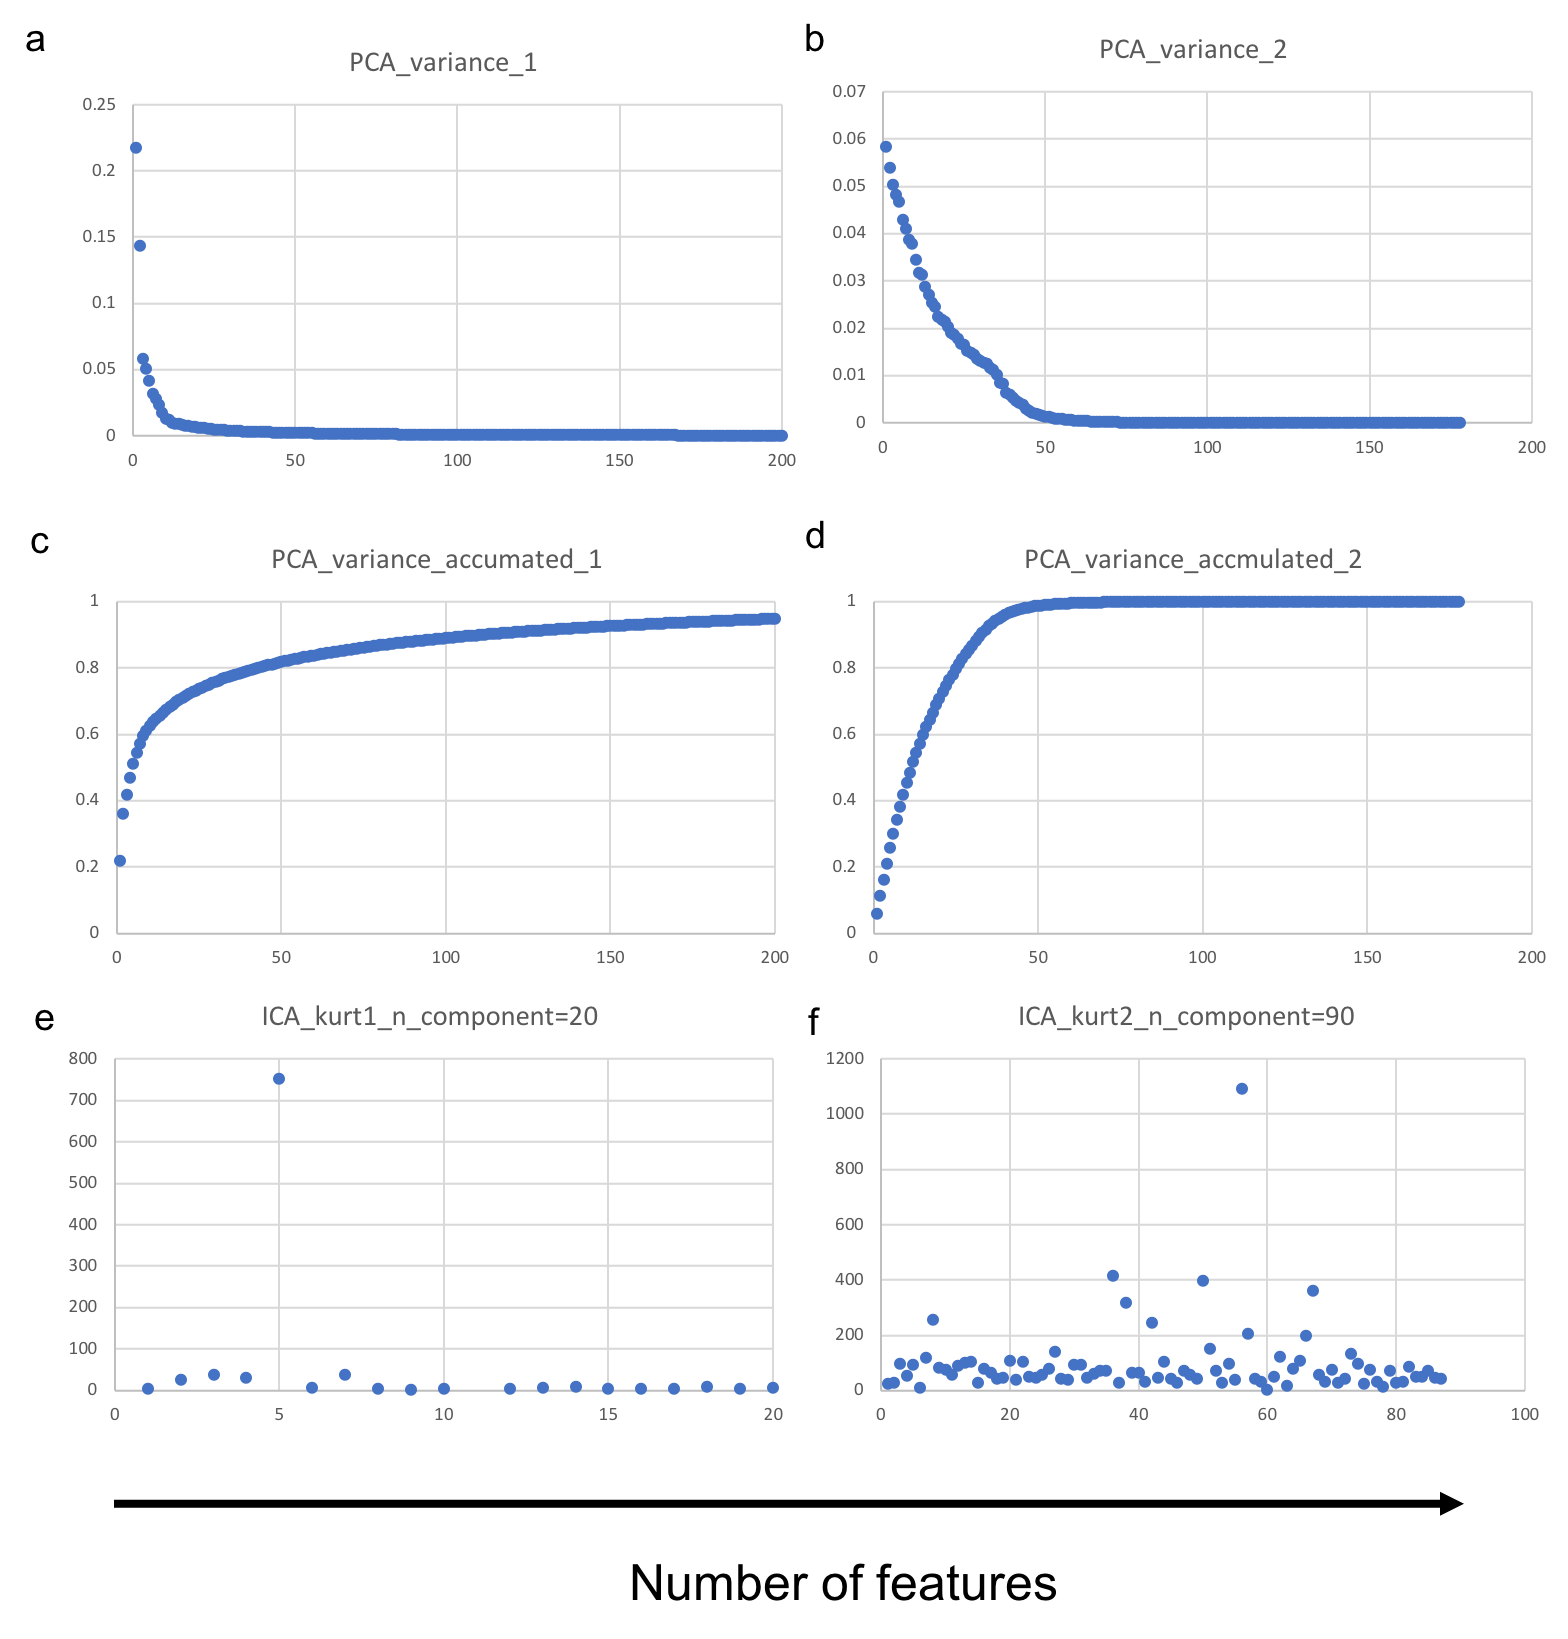 a
PCA_variance_1
0.25
0.2
0.15
0.1
0.05
0
0 50 100 150 200
b
PCA_variance_2
0.07
0.06
0.05
0.04
0.03
0.02
0.01
0
0 50 100 150 200
c
PCA_variance_accumated_1
1
0.8
0.6
0.4
0.2
0
0 50 100 150 200
d
PCA_variance_accmulated_2
1
0.8
0.6
0.4
0.2
0
0 50 100 150 200
e
ICA_kurt1_n_component=20
800
700
600
500
400
300
200
100
0
0 5 10 15 20
f
ICA_kurt2_n_component=90
1200
1000
800
600
400
200
0
0 20 40 60 80 100
Number of features